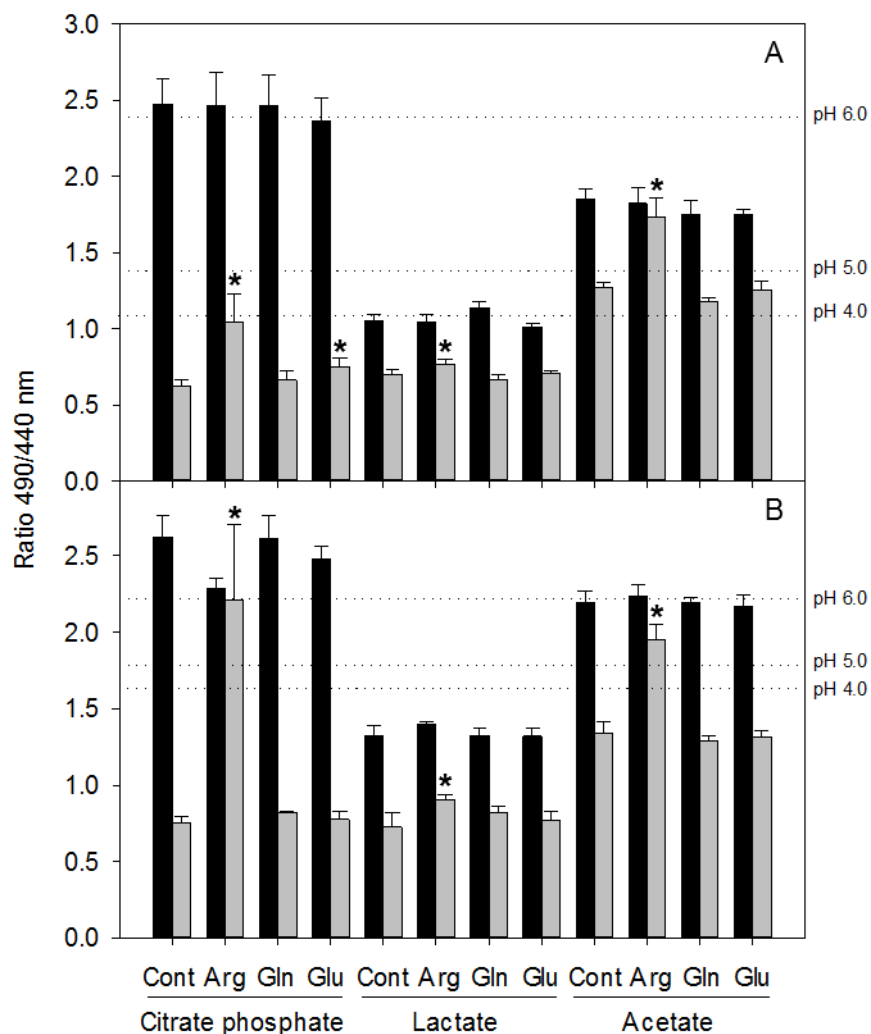 3.0
A
2.5
pH 6.0
2.0
*
1.5
*
pH 5.0
1.0
pH 4.0
*
*
0.5
0.0
Ratio 490/440 nm
B
*
2.5
pH 6.0
2.0
*
pH 5.0
pH 4.0
1.5
1.0
*
0.5
0.0
Cont Arg Gln Glu Cont Arg Gln Glu Cont Arg Gln Glu
Citrate phosphate Lactate Acetate